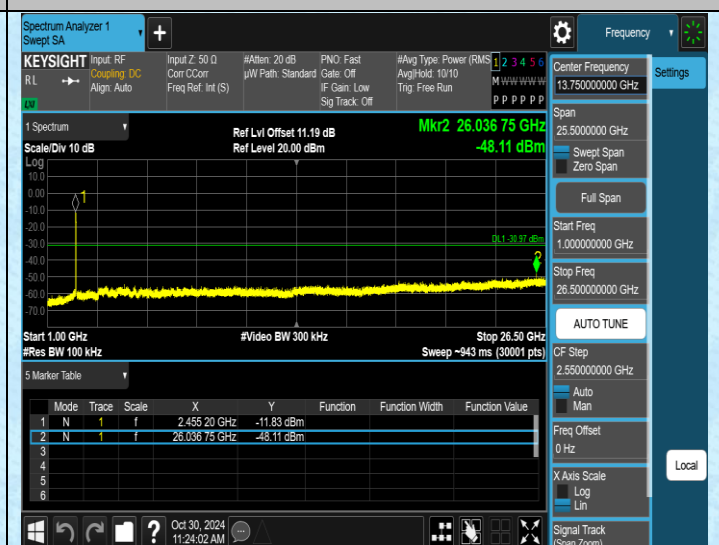 Spectrum Analyzer 1
Swept SA
+
Frequency
KEYSIGHT
RL
LXI
Input: RF
Coupling: DC
Align: Auto
Input Z: 50 Ω
Corr CCorr
Freq Ref: Int (S)
#Atten: 20 dB
µW Path: Standard
PNO: Fast
Gate: Off
IF Gain: Low
Sig Track: Off
#Avg Type: Power (RMS
Avg|Hold: 10/10
Trig: Free Run
1 2 3 4 5 6
M W W W W W
P P P P P P
Settings
1 Spectrum
Scale/Div 10 dB
Log
Ref Lvl Offset 11.19 dB
Ref Level 20.00 dBm
Mkr2 26.036 75 GHz
-48.11 dBm
10.0
0.00
-10.0
-20.0
-30.0
-40.0
-50.0
-60.0
-70.0
1
DL1 -30.97 dBm
2
Start 1.00 GHz
#Res BW 100 kHz
#Video BW 300 kHz
Stop 26.50 GHz
Sweep ~943 ms (30001 pts)
5 Marker Table
Mode Trace Scale X Y Function Function Width Function Value
1 N 1 f 2.455 20 GHz -11.83 dBm
2 N 1 f 26.036 75 GHz -48.11 dBm
3
4
5
6
Center Frequency
13.750000000 GHz
Span
25.5000000 GHz
Swept Span
Zero Span
Full Span
Start Freq
1.000000000 GHz
Stop Freq
26.500000000 GHz
AUTO TUNE
CF Step
2.550000000 GHz
Auto
Man
Freq Offset
0 Hz
X Axis Scale
Log
Lin
Signal Track
(Span Zoom)
Local
?
Oct 30, 2024
11:24:02 AM